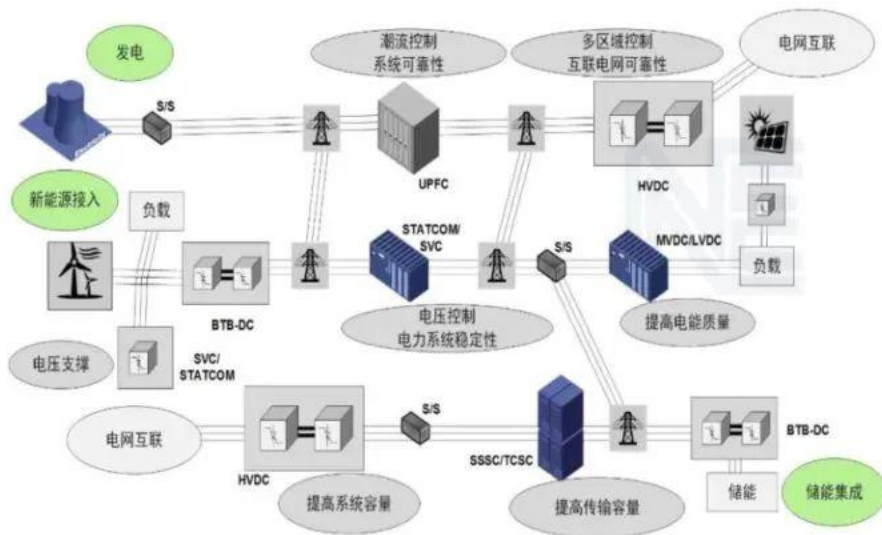 发电
潮流控制
系统可靠性
多区域控制
互联电网可靠性
电网互联
S/S
Electricity
UPFC
HVDC
新能源接入
负载
STATCOM/
SVC
S/S
MVDC/LVDC
负载
BTB-DC
电压控制
电力系统稳定性
提高电能质量
电压支撑
SVC/
STATCOM
电网互联
S/S
HVDC
SSSC/TCSC
BTB-DC
提高系统容量
提高传输容量
储能
储能集成